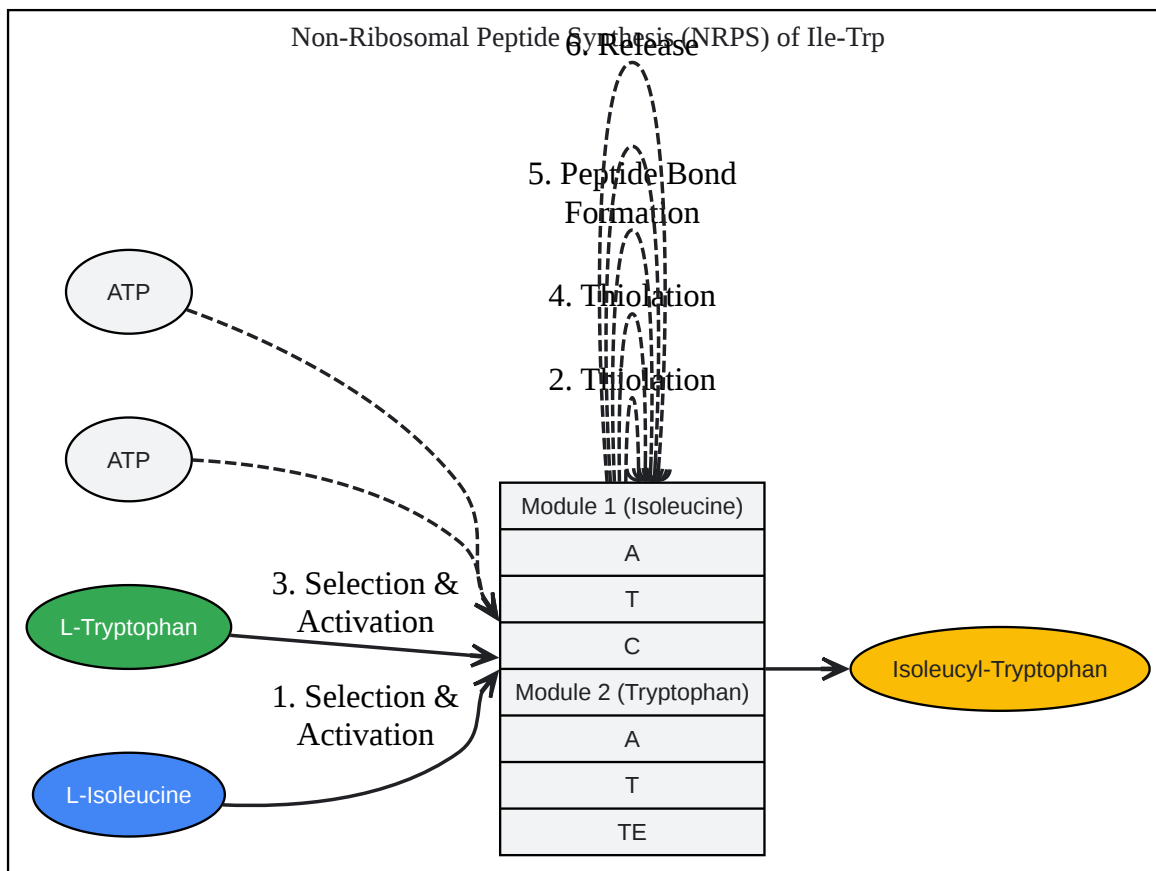 Non-Ribosomal Peptide Synthesis (NRPS) of Ile-Trp
6. Release
5. Peptide Bond
Formation
4. Thiolation
2. Thiolation
ATP
ATP
L-Tryptophan
3. Selection &
Activation
1. Selection &
Activation
L-Isoleucine
Module 1 (Isoleucine)
A
T
C
Module 2 (Tryptophan)
A
T
TE
Isoleucyl-Tryptophan